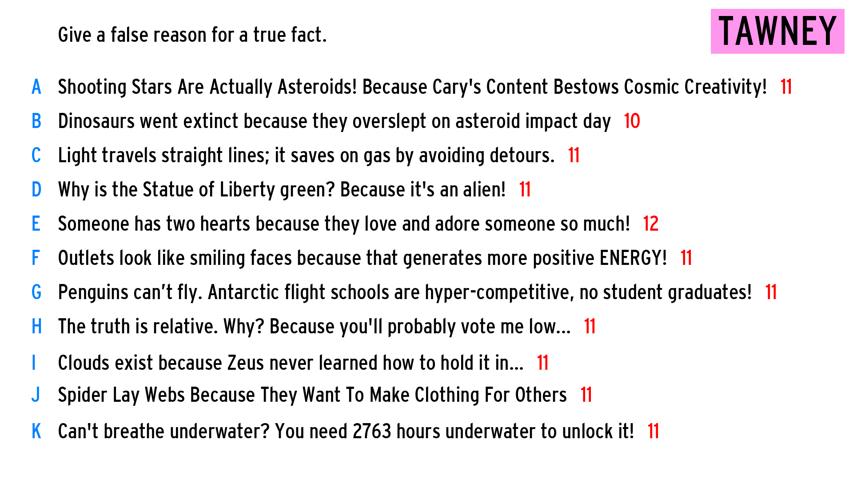 Give a false reason for a true fact.
TAWNEY
A Shooting Stars Are Actually Asteroids! Because Cary's Content Bestows Cosmic Creativity! 11
B Dinosaurs went extinct because they overslept on asteroid impact day 10
C Light travels straight lines; it saves on gas by avoiding detours. 11
D Why is the Statue of Liberty green? Because it's an alien! 11
E Someone has two hearts because they love and adore someone so much! 12
F Outlets look like smiling faces because that generates more positive ENERGY! 11
G Penguins can’t fly. Antarctic flight schools are hyper-competitive, no student graduates! 11
H The truth is relative. Why? Because you'll probably vote me low... 11
I Clouds exist because Zeus never learned how to hold it in... 11
J Spider Lay Webs Because They Want To Make Clothing For Others 11
K Can't breathe underwater? You need 2763 hours underwater to unlock it! 11